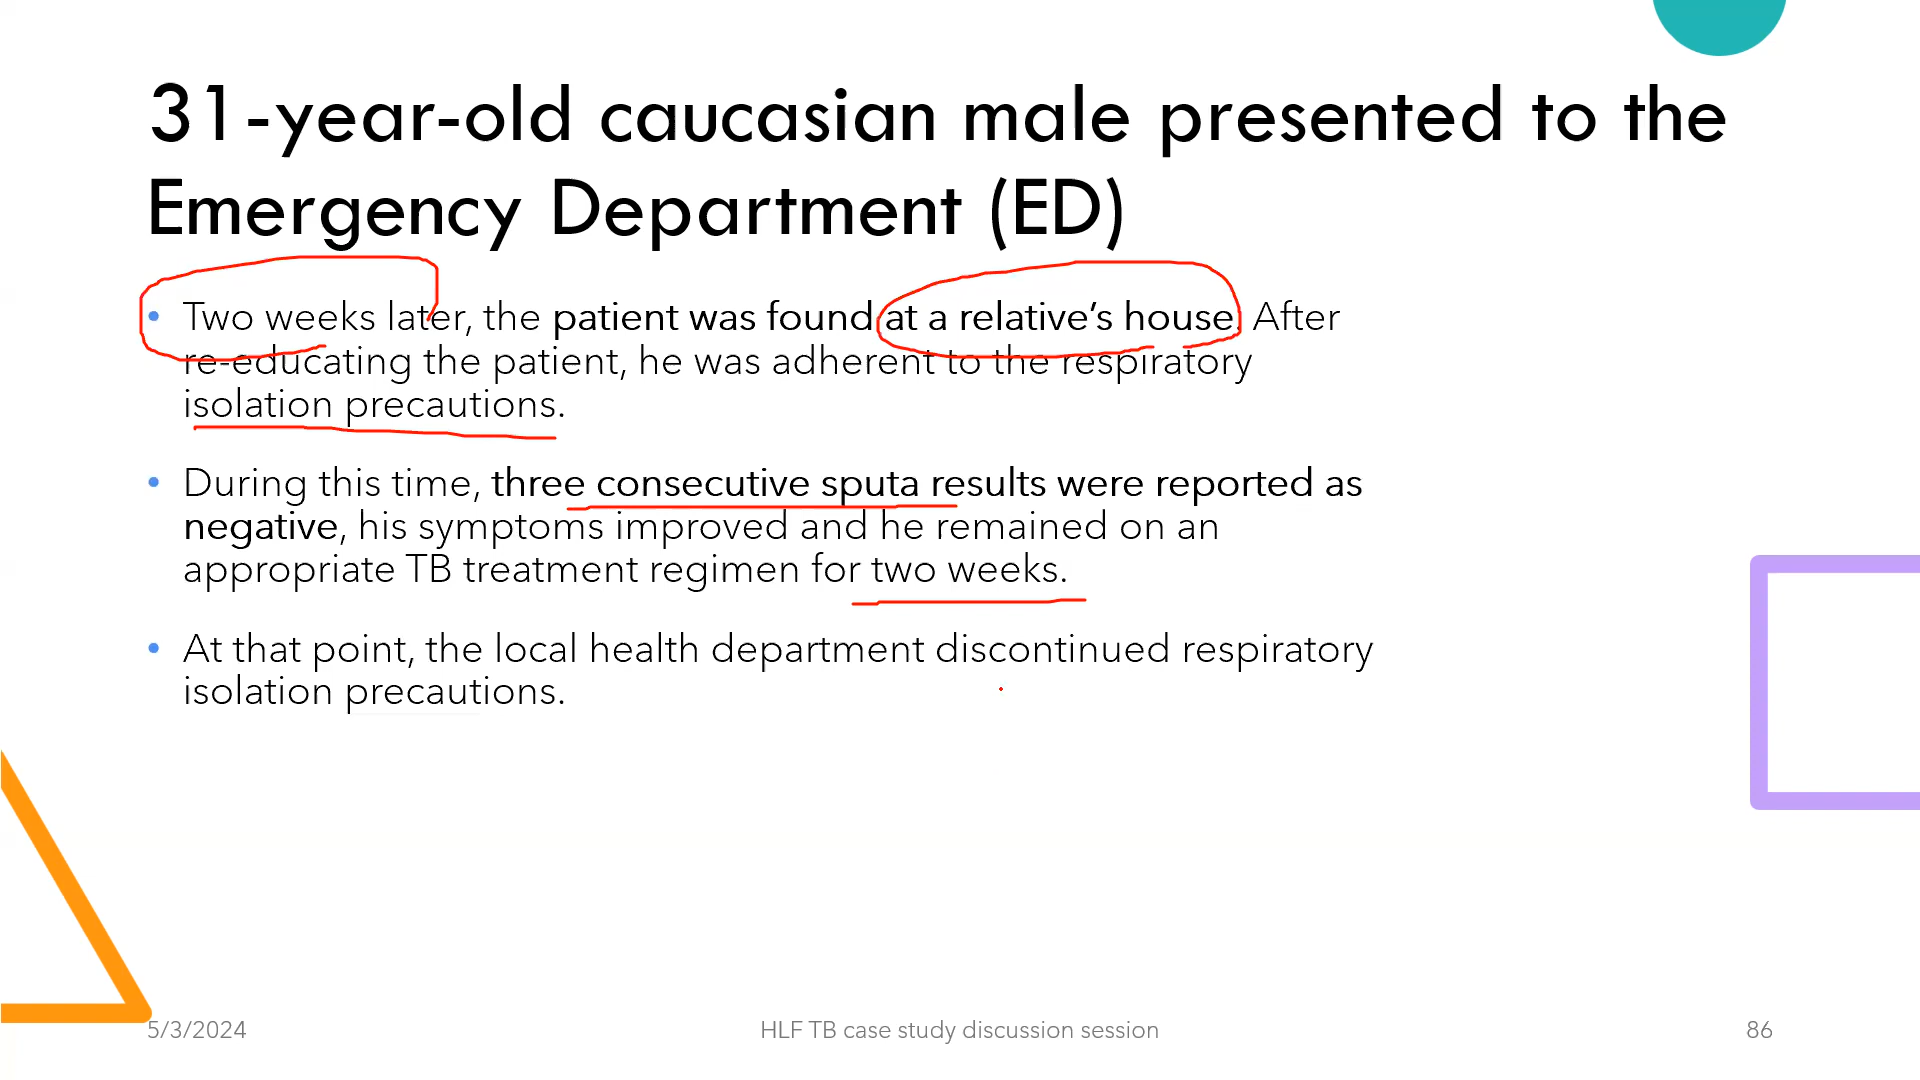 31-year-old caucasian male presented to the
Emergency Department (ED)
• Two weeks later, the patient was found at a relative’s house. After
re-educating the patient, he was adherent to the respiratory
isolation precautions.
• During this time, three consecutive sputa results were reported as
negative, his symptoms improved and he remained on an
appropriate TB treatment regimen for two weeks.
• At that point, the local health department discontinued respiratory
isolation precautions.
5/3/2024
HLF TB case study discussion session
86